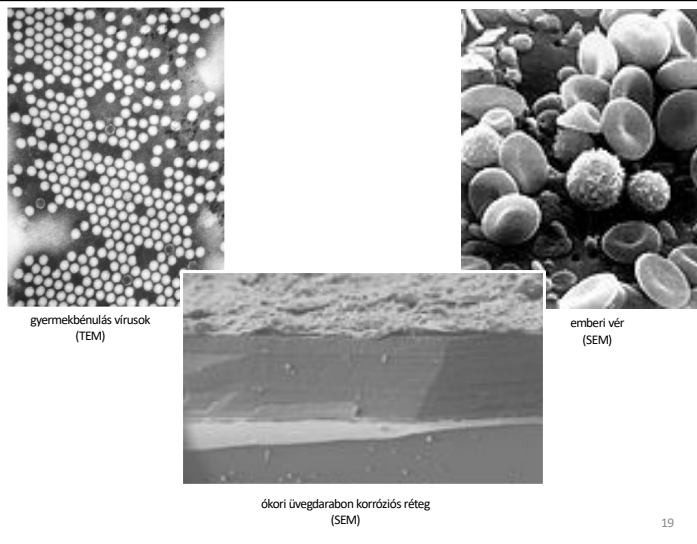 gyermekbénulás vírusok
(TEM)
emberi vér
(SEM)
ókori üvegdarabon korróziós réteg
(SEM)
19